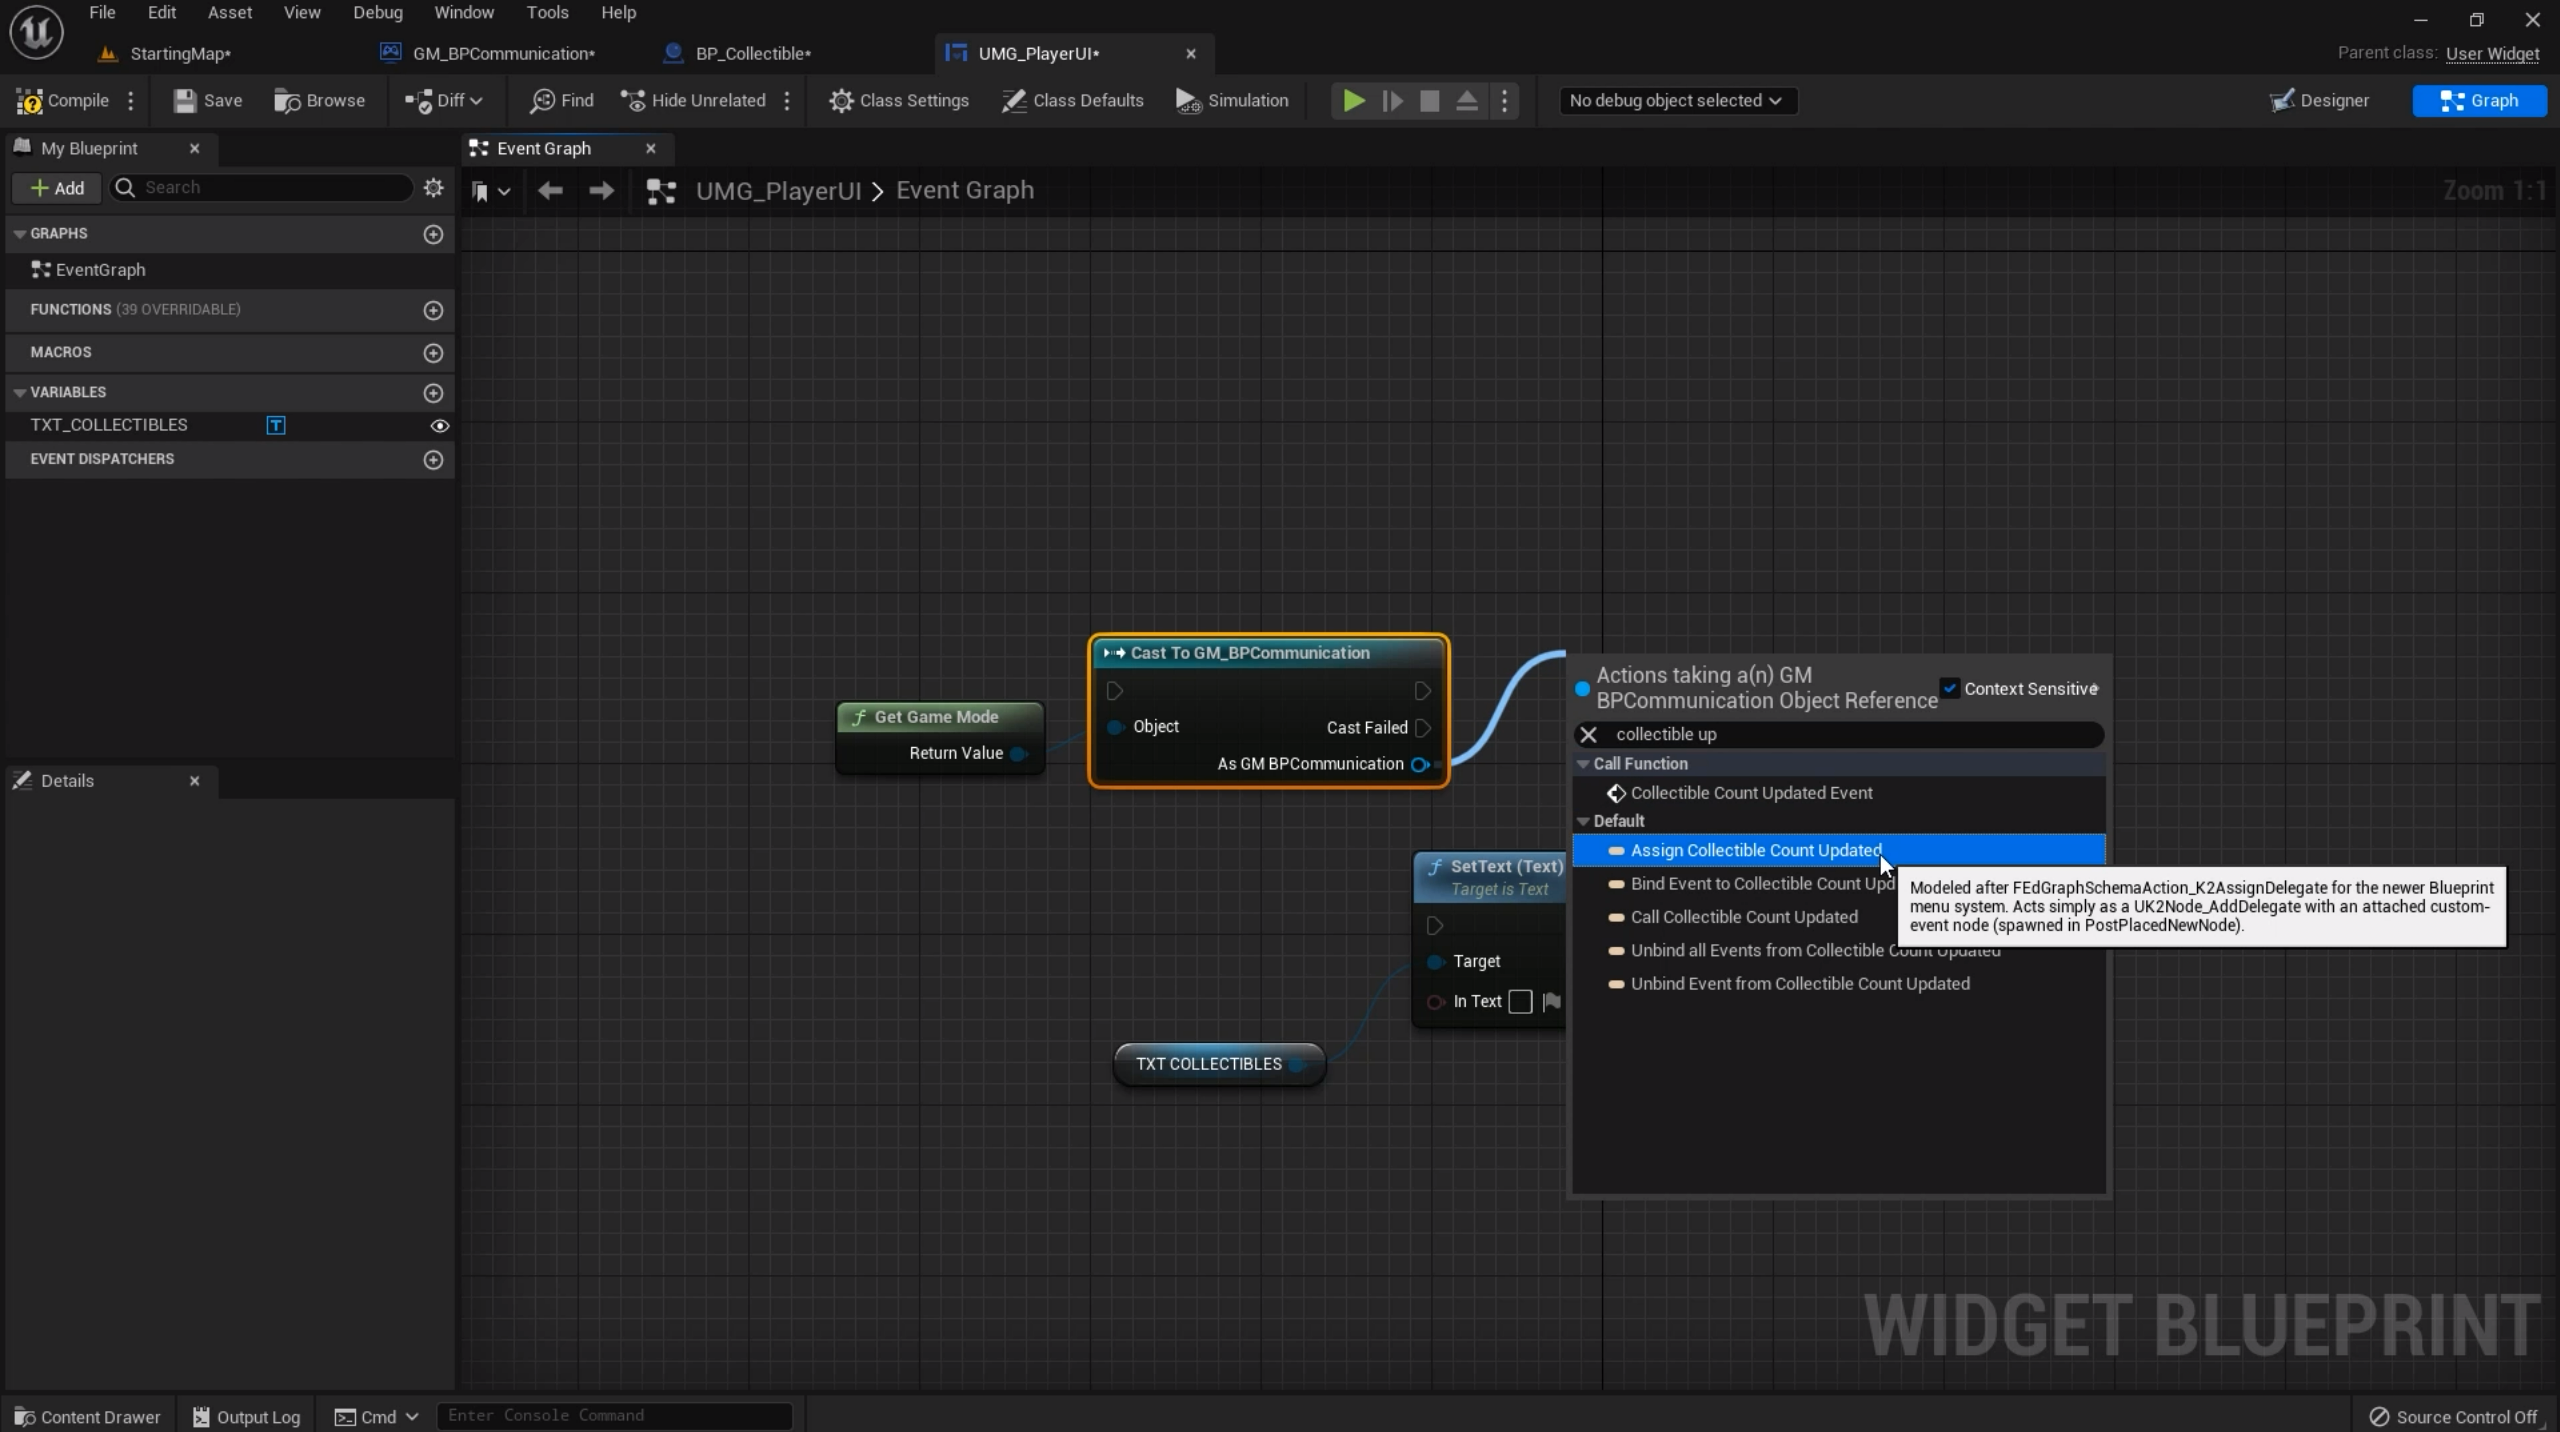 File Edit Asset View Debug Window Tools Help
StartingMap* GM_BPCommunication* BP_Collectible* UMG_PlayerUI* Parent class: User Widget
Compile Save Browse Diff Find Hide Unrelated Class Settings Class Defaults Simulation No debug object selected Designer Graph
My Blueprint Event Graph
Add Search UMG_PlayerUI > Event Graph Zoom 1:1
GRAPHS
EventGraph
FUNCTIONS (39 OVERRIDABLE)
MACROS
VARIABLES
TXT_COLLECTIBLES
EVENT DISPATCHERS
Details
Get Game Mode
Return Value
Cast To GM_BPCommunication
Object
Cast Failed
As GM BPCommunication
SetText (Text)
Target is Text
Target
In Text
TXT COLLECTIBLES
Actions taking a(n) GM
BPCommunication Object Reference
Context Sensitive
collectible up
Call Function
Collectible Count Updated Event
Default
Assign Collectible Count Updated
Bind Event to Collectible Count Upd
Call Collectible Count Updated
Unbind all Events from Collectible Count Updated
Unbind Event from Collectible Count Updated
Modeled after FEdGraphSchemaAction_K2AssignDelegate for the newer Blueprint
menu system. Acts simply as a UK2Node_AddDelegate with an attached custom-
event node (spawned in PostPlacedNewNode).
WIDGET BLUEPRINT
Content Drawer Output Log Cmd Enter Console Command Source Control Off